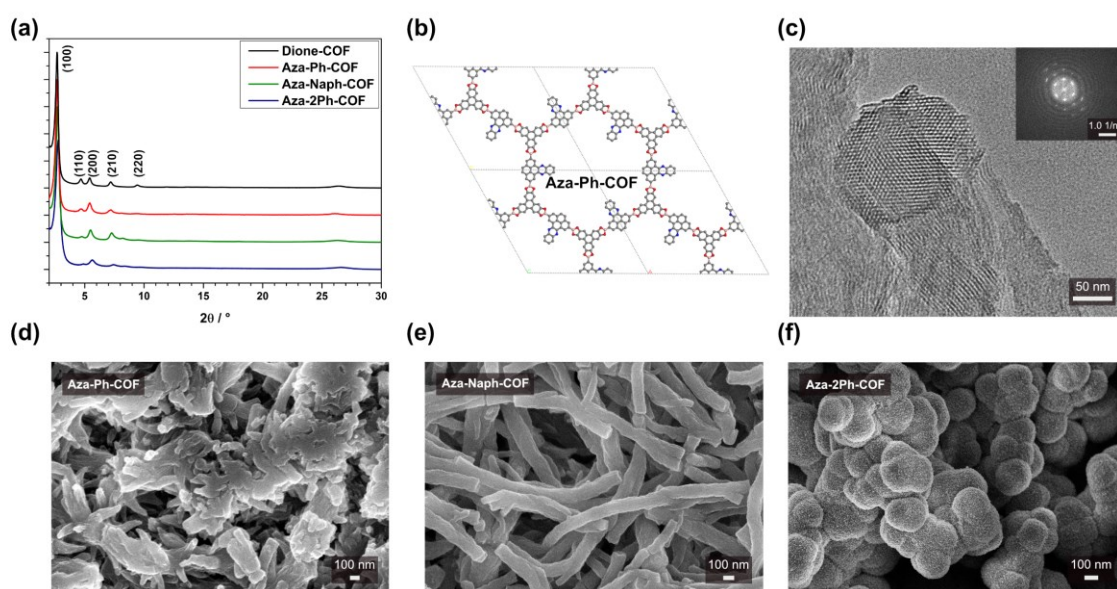 (a)
Dione-COF
Aza-Ph-COF
Aza-Naph-COF
Aza-2Ph-COF
(100)
(110)
(200)
(210)
(220)
5 10 15 20 25 30
2θ / °
(b)
Aza-Ph-COF
(c)
50 nm
(d)
Aza-Ph-COF
100 nm
(e)
Aza-Naph-COF
100 nm
(f)
Aza-2Ph-COF
100 nm